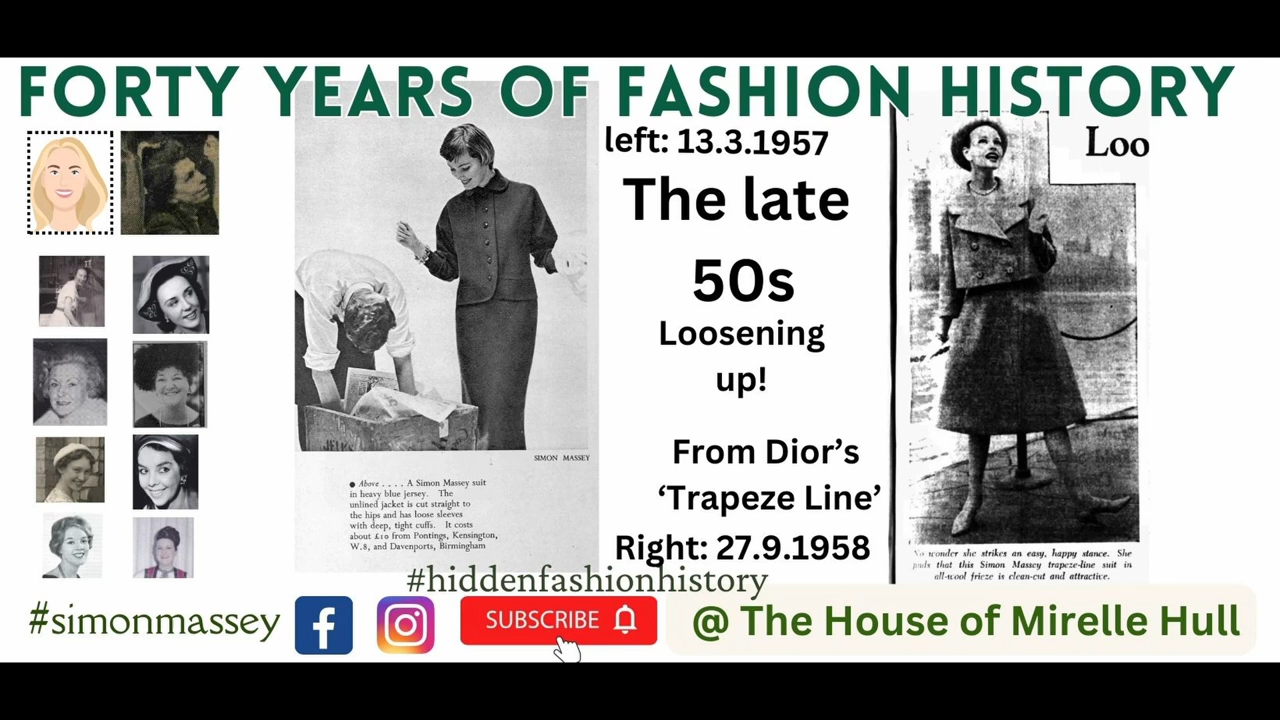 FORTY YEARS OF FASHION HISTORY
left: 13.3.1957
The late
50s
Loosening
up!
From Dior's
‘Trapeze Line’
Right: 27.9.1958
SIMON MASSEY
● Above . . . . A Simon Massey suit
in heavy blue jersey. The
unlined jacket is cut straight to
the hips and has loose sleeves
with deep, tight cuffs. It costs
about £10 from Pontings, Kensington,
W.8, and Davenports, Birmingham
Loo
No wonder she strikes an easy, happy stance. She
that this Simon Massey trapeze-line suit in
all-wool frieze is clean-cut and attractive.
#hiddenfashionhistory
#simonmassey
SUBSCRIBE
@ The House of Mirelle Hull